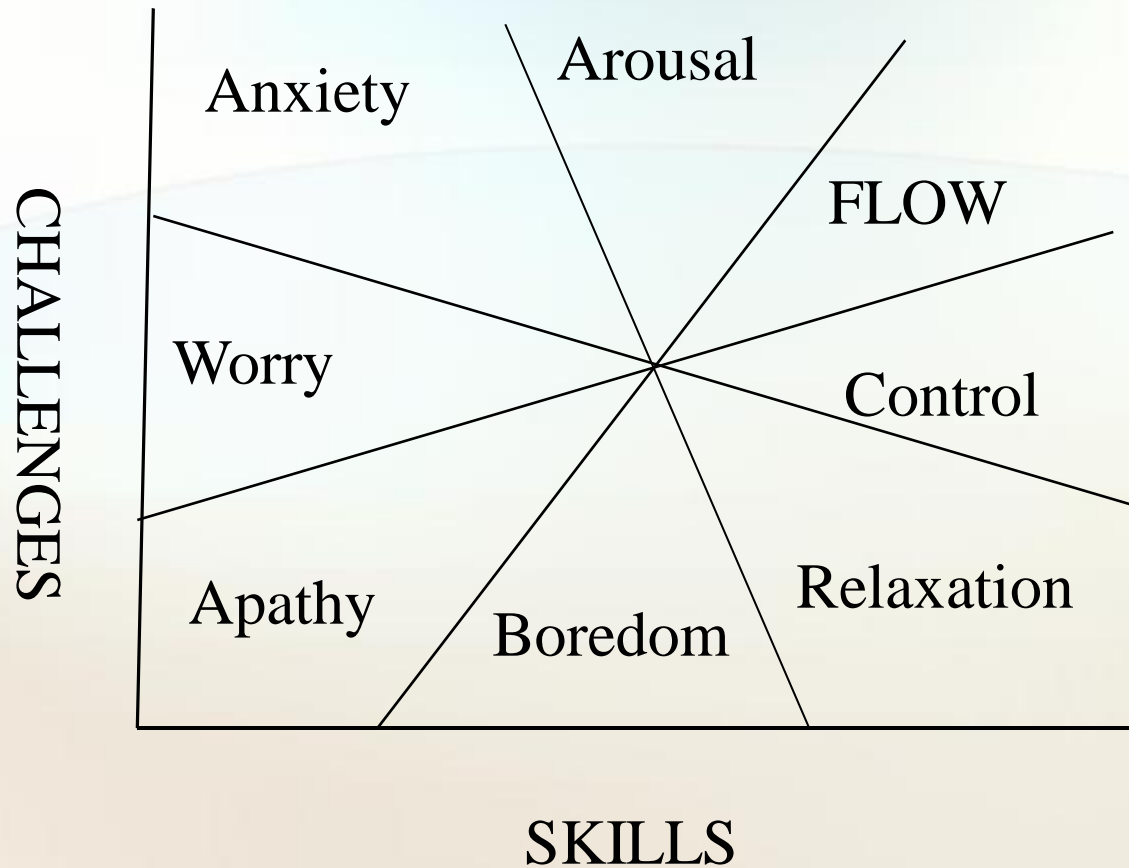 Arousal
Anxiety
FLOW
CHALLENGES
Worry
Control
Relaxation
Apathy
Boredom
SKILLS